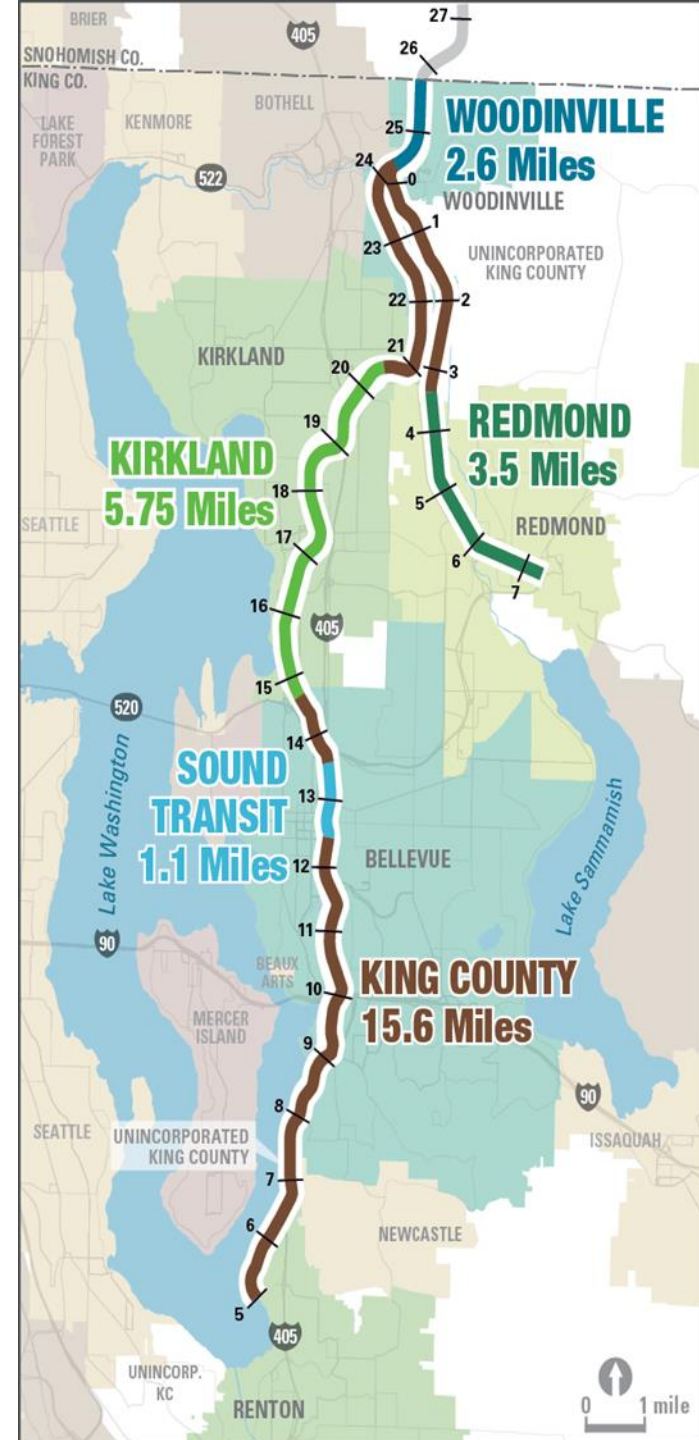 27
BRIER
405
26
SNOHOMISH CO.
KING CO.
BOTHELL
WOODINVILLE
2.6 Miles
LAKE
FOREST
PARK
KENMORE
25
24
522
0
WOODINVILLE
1
23
UNINCORPORATED
KING COUNTY
22
2
21
KIRKLAND
20
3
19
4
REDMOND
3.5 Miles
KIRKLAND
5.75 Miles
18
5
SEATTLE
REDMOND
17
6
7
16
405
15
520
14
SOUND
TRANSIT
1.1 Miles
13
Lake Washington
Lake Sammamish
BELLEVUE
12
11
90
BEAUX
ARTS
10
KING COUNTY
15.6 Miles
MERCER
ISLAND
9
8
90
SEATTLE
UNINCORPORATED
KING COUNTY
ISSAQUAH
7
6
NEWCASTLE
5
405
UNINCORP.
KC
RENTON
0 1 mile